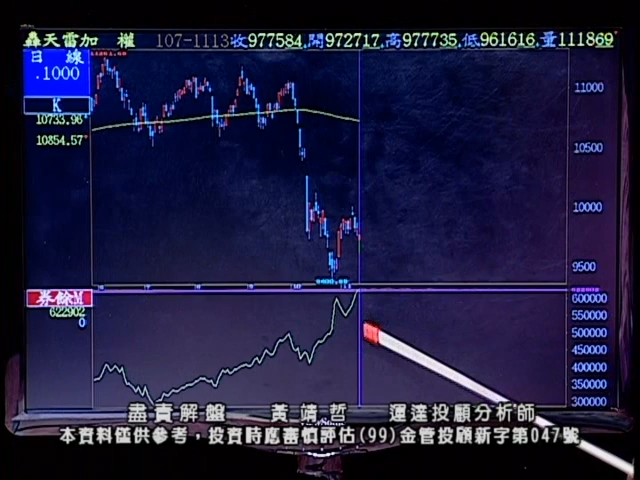 轟天雷加 權 107-1113收977584.開972717.高977735.低961616.量111869
日 線
.1000
K
10733.96
10854.57
11000
10500
10000
9500
券餘M
622902
0
600000
550000
500000
450000
400000
350000
300000
盡責解盤 黃靖哲 運達投顧分析師
本資料僅供參考，投資時應審慎評估(99)金管投顧新字第047號